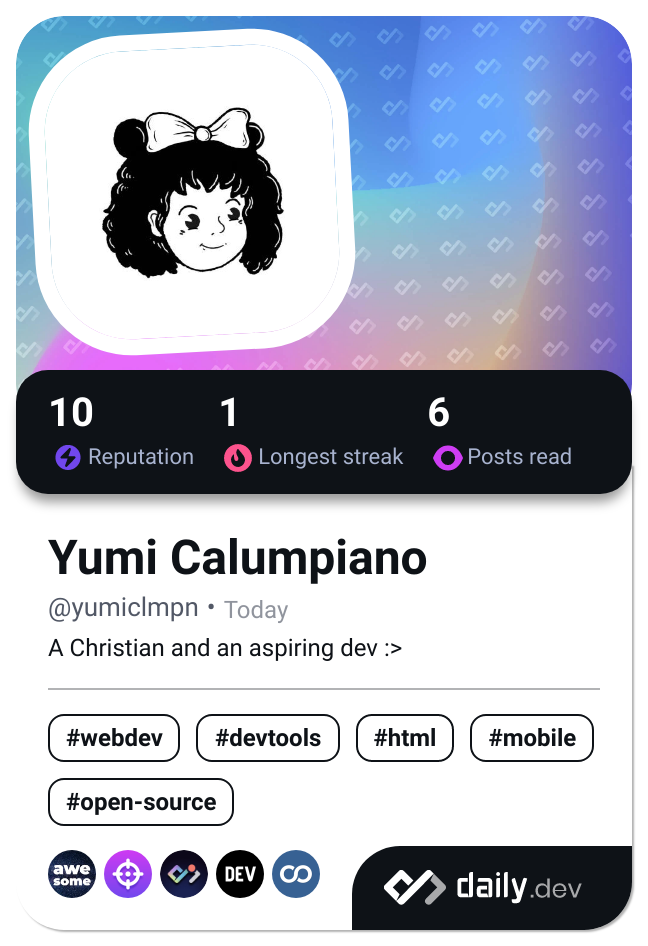 10 1 6
Reputation Longest streak Posts read
Yumi Calumpiano
@yumiclmpn • Today
A Christian and an aspiring dev :>
#webdev #devtools #html #mobile
#open-source
awe
some
DEV
daily.dev